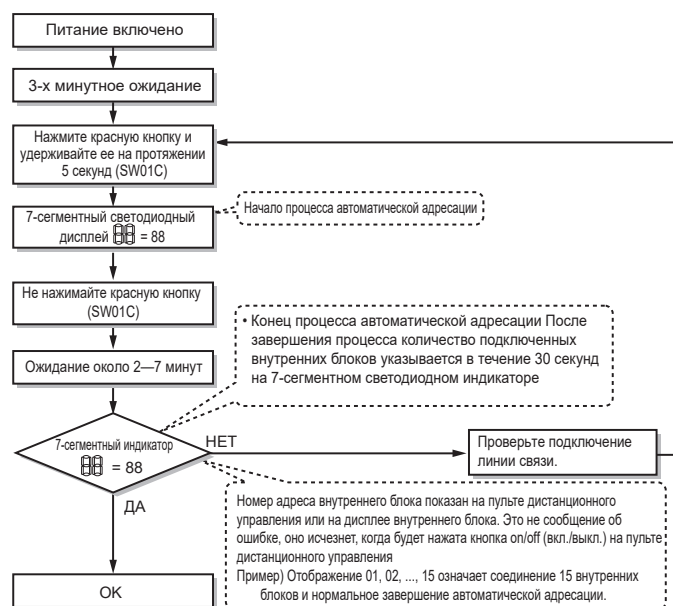 Питание включено
3-х минутное ожидание
Нажмите красную кнопку и
удерживайте ее на протяжении
5 секунд (SW01C)
7-сегментный светодиодный
дисплей 88 = 88
Начало процесса автоматической адресации
Не нажимайте красную кнопку
(SW01C)
• Конец процесса автоматической адресации После
завершения процесса количество подключенных
внутренних блоков указывается в течение 30 секунд
на 7-сегментном светодиодном индикаторе
Ожидание около 2—7 минут
7-сегментный индикатор
88 = 88
НЕТ
Проверьте подключение
линии связи.
ДА
Номер адреса внутреннего блока показан на пульте дистанционного
управления или на дисплее внутреннего блока. Это не сообщение об
ошибке, оно исчезнет, когда будет нажата кнопка on/off (вкл./выкл.) на пульте
дистанционного управления
Пример) Отображение 01, 02, ..., 15 означает соединение 15 внутренних
блоков и нормальное завершение автоматической адресации.
OK